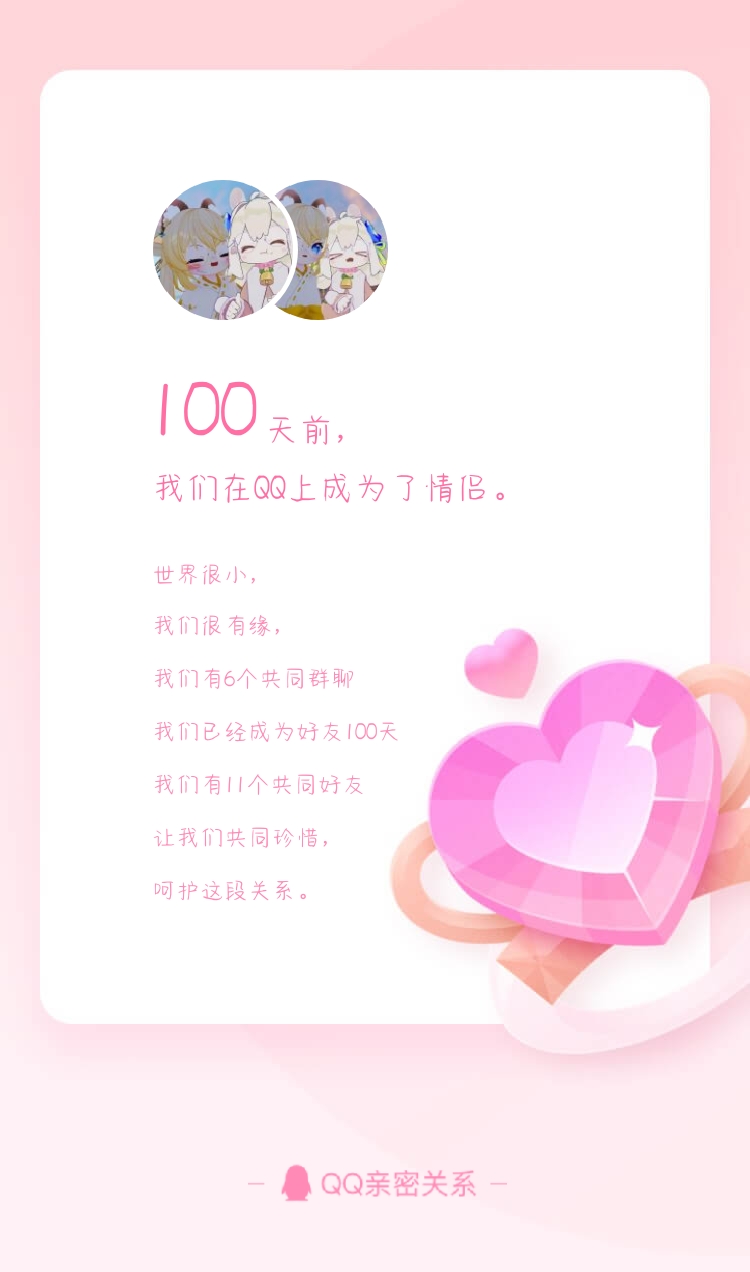 100天前，
我们在QQ上成为了情侣。
世界很小，
我们很有缘，
我们有6个共同群聊
我们已经成为好友100天
我们有11个共同好友
让我们共同珍惜，
呵护这段关系。
QQ亲密关系